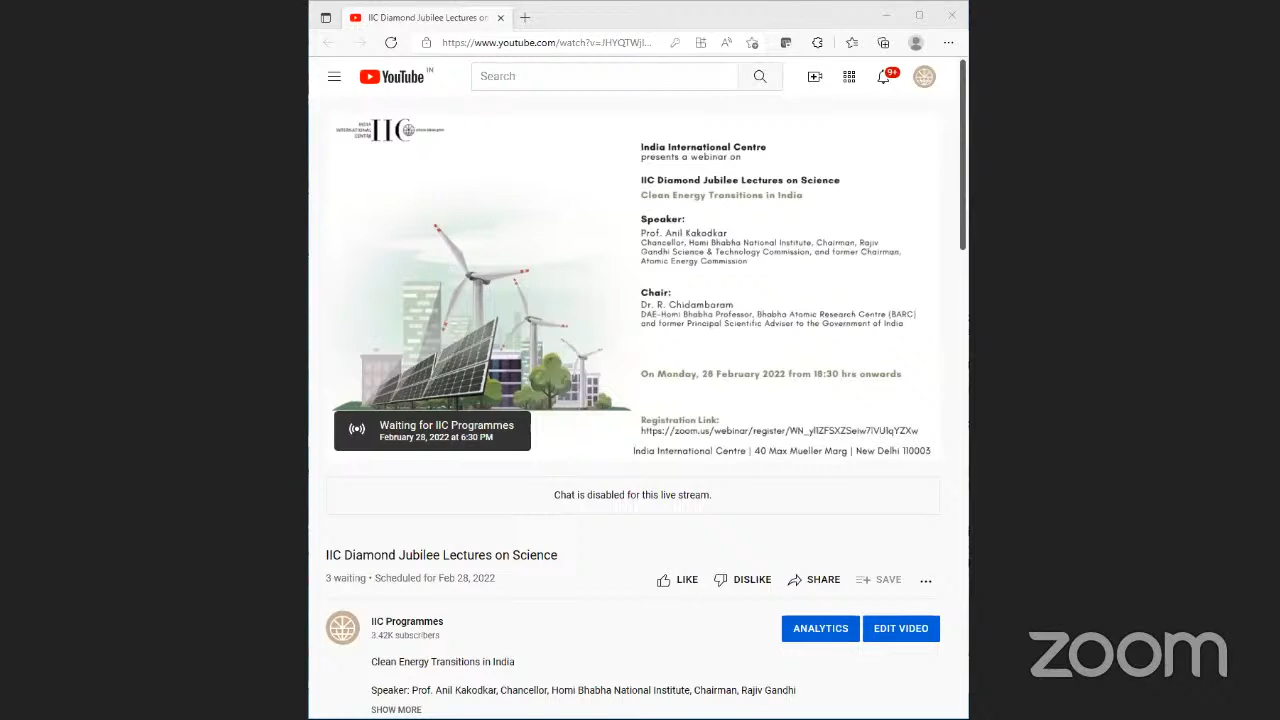 IIC Diamond Jubilee Lectures on
https://www.youtube.com/watch?v=JHYQTWjl...
YouTube IN
Search
9+
INDIA
INTERNATIONAL
CENTRE
IIC
India International Centre
presents a webinar on
IIC Diamond Jubilee Lectures on Science
Clean Energy Transitions in India
Speaker:
Prof. Anil Kakodkar
Chancellor, Homi Bhabha National Institute, Chairman, Rajiv
Gandhi Science & Technology Commission, and former Chairman,
Atomic Energy Commission
Chair:
Dr. R. Chidambaram
DAE-Homi Bhabha Professor, Bhabha Atomic Research Centre (BARC)
and former Principal Scientific Adviser to the Government of India
On Monday, 28 February 2022 from 18:30 hrs onwards
Registration Link:
India International Centre | 40 Max Mueller Marg | New Delhi 110003
Waiting for IIC Programmes
February 28, 2022 at 6:30 PM
Chat is disabled for this live stream.
IIC Diamond Jubilee Lectures on Science
3 waiting • Scheduled for Feb 28, 2022
LIKE
DISLIKE
SHARE
SAVE
IIC Programmes
3.42K subscribers
ANALYTICS
EDIT VIDEO
Clean Energy Transitions in India
Speaker: Prof. Anil Kakodkar, Chancellor, Homi Bhabha National Institute, Chairman, Rajiv Gandhi
SHOW MORE
zoom